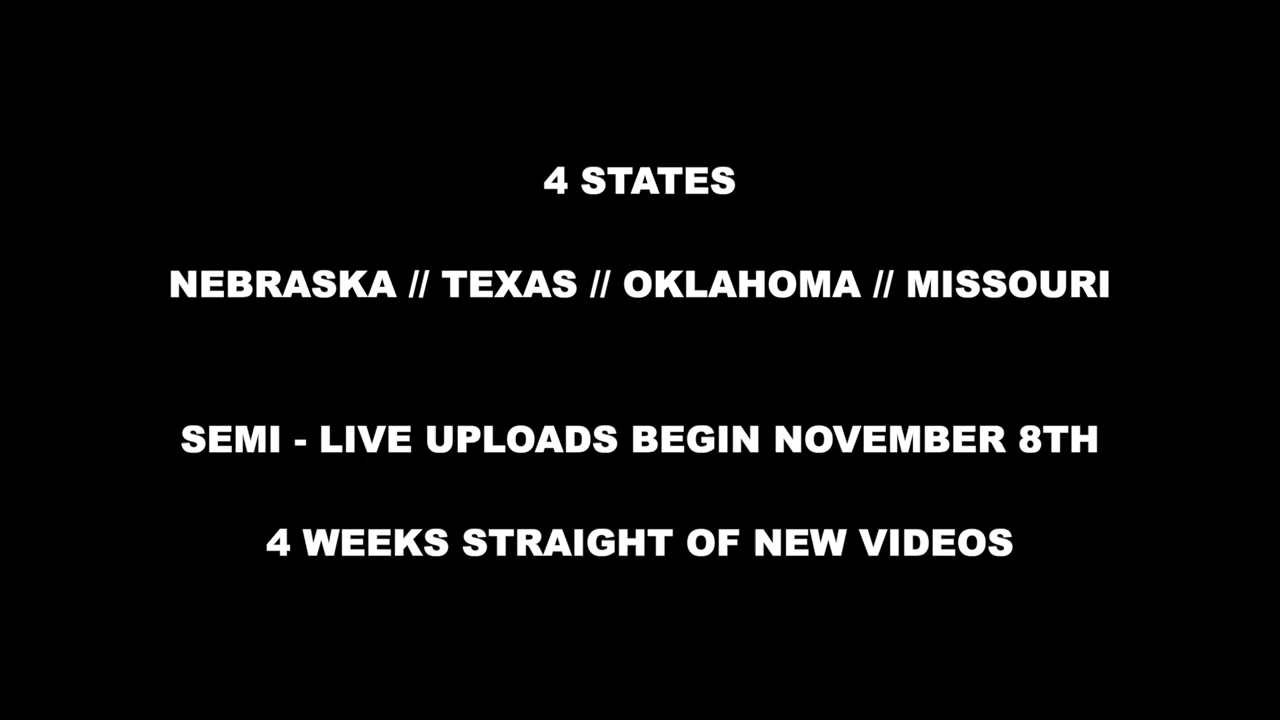 4 STATES
NEBRASKA // TEXAS // OKLAHOMA // MISSOURI
SEMI - LIVE UPLOADS BEGIN NOVEMBER 8TH
4 WEEKS STRAIGHT OF NEW VIDEOS